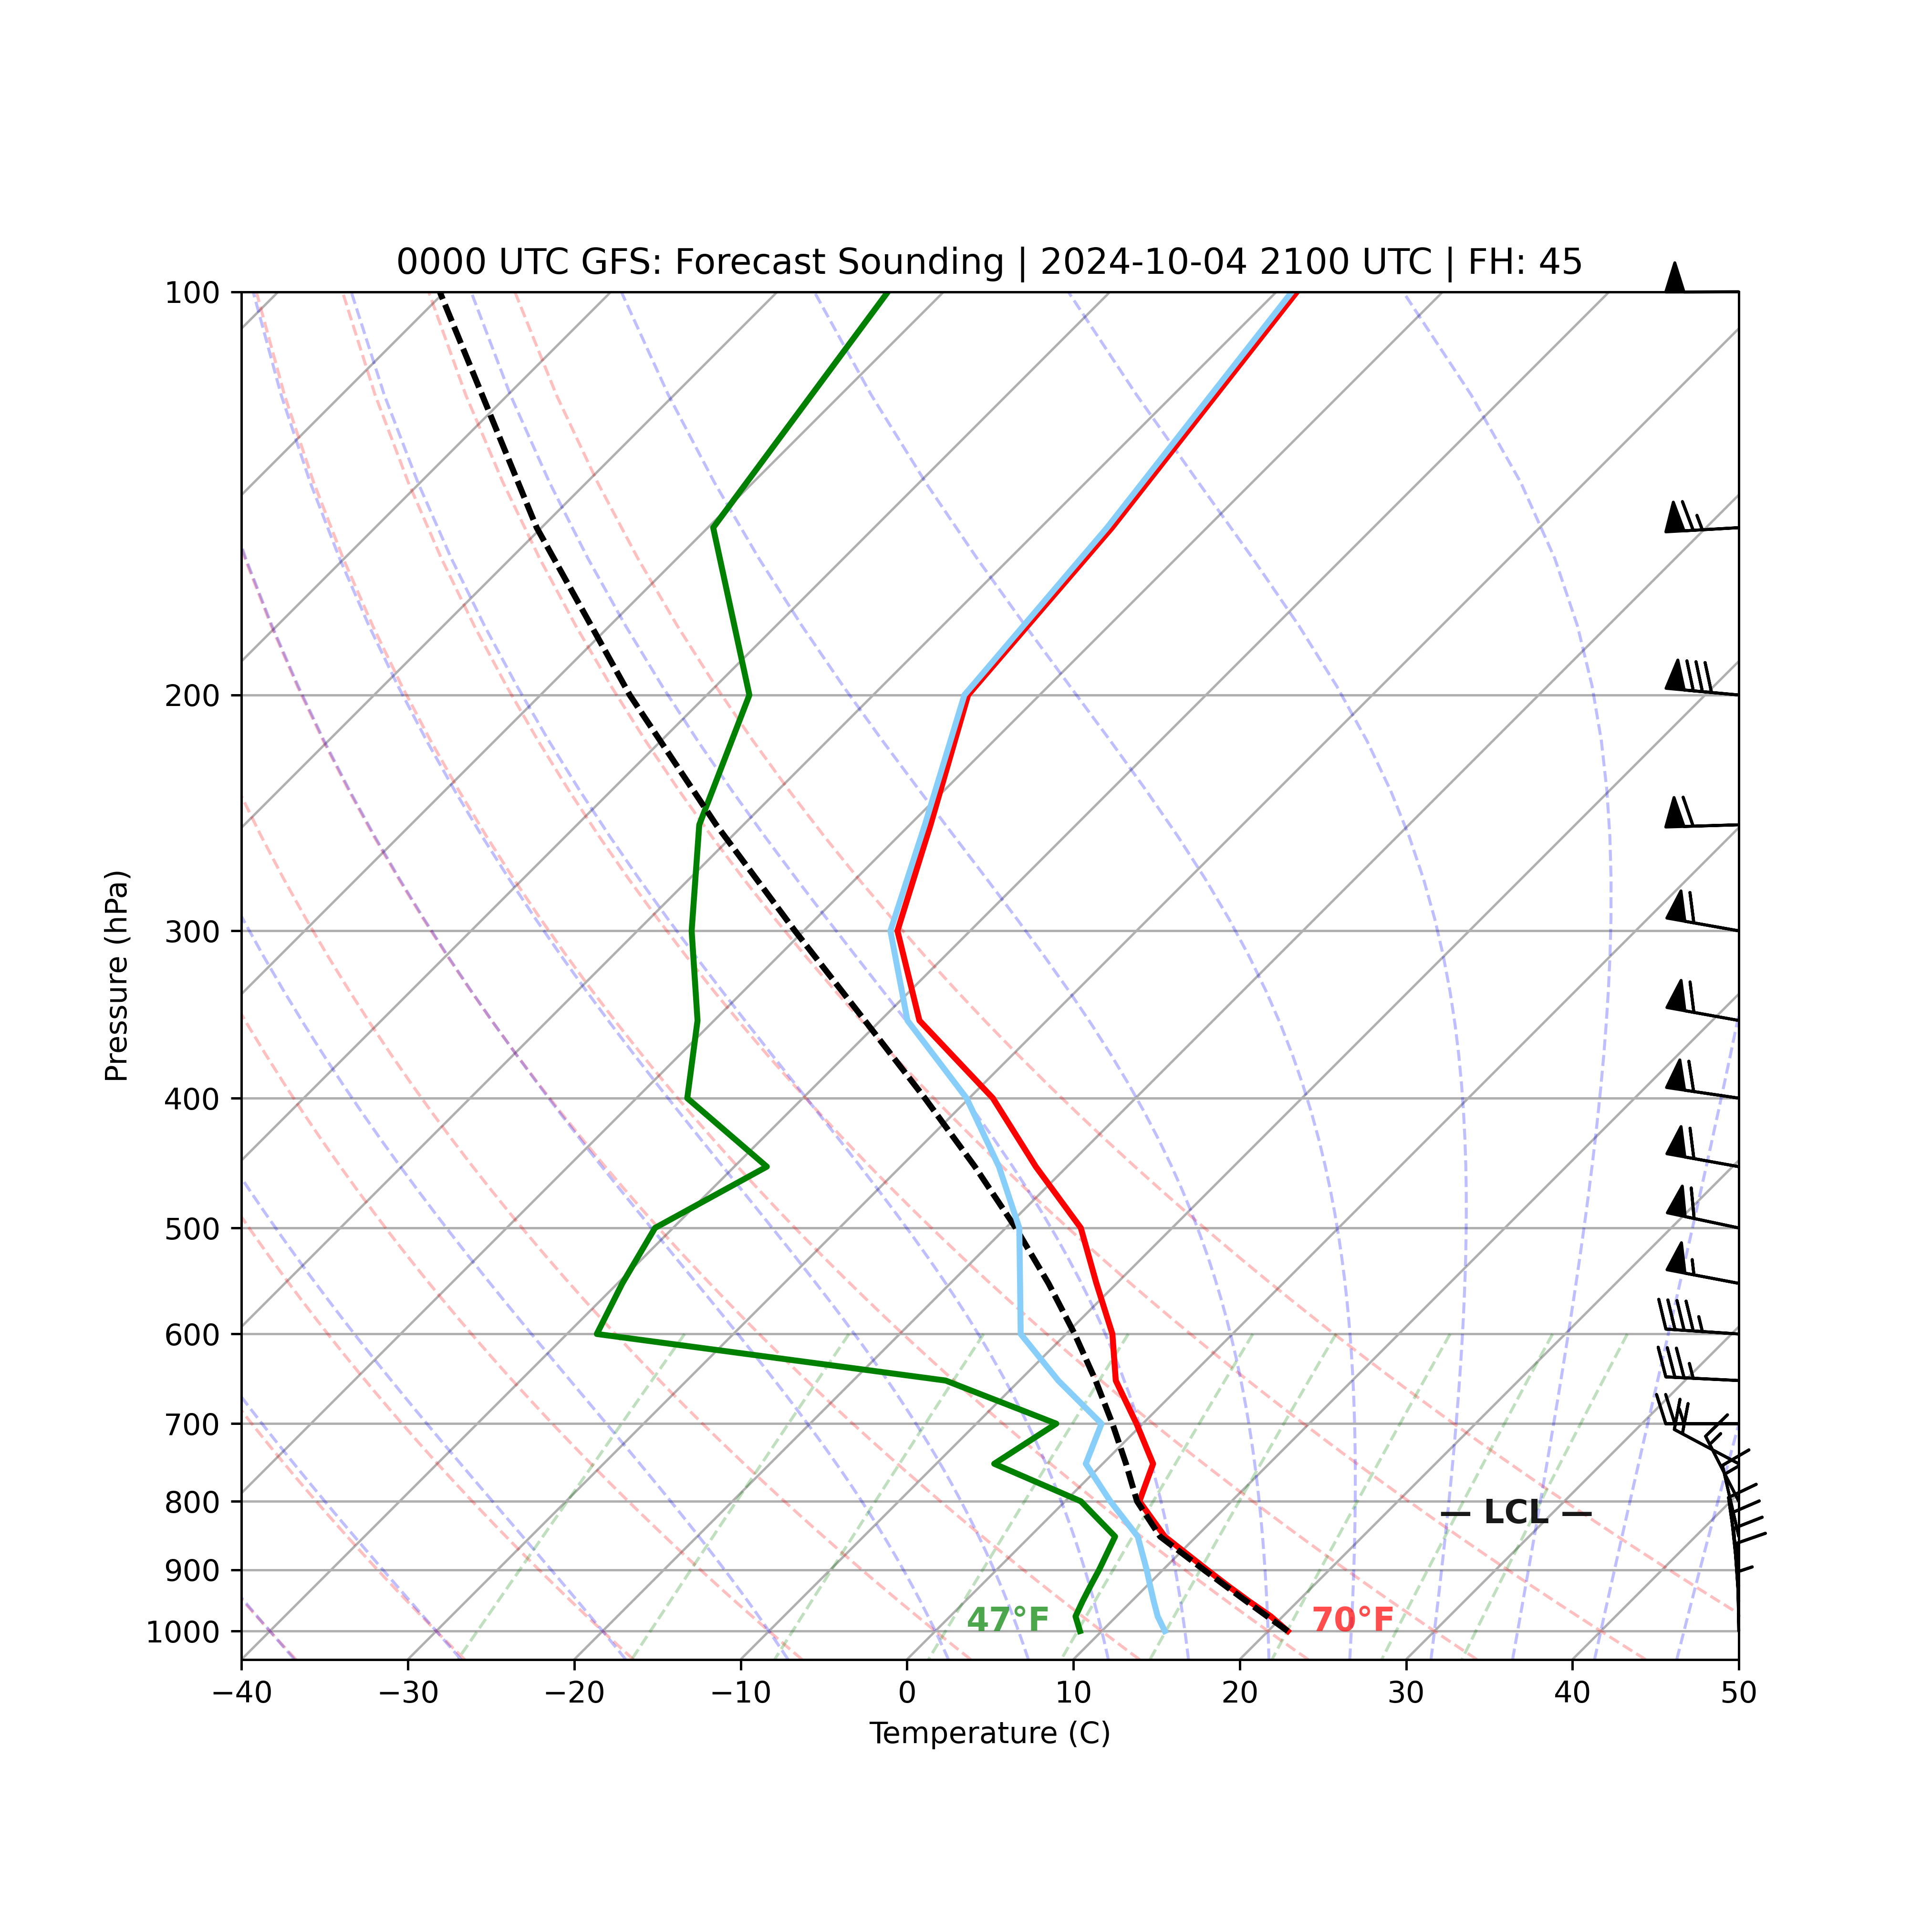 0000 UTC GFS: Forecast Sounding | 2024-10-04 2100 UTC | FH: 45
100
200
300
400
500
600
700
800
900
1000
Pressure (hPa)
— LCL —
47°F
70°F
−40 −30 −20 −10 0 10 20 30 40 50
Temperature (C)